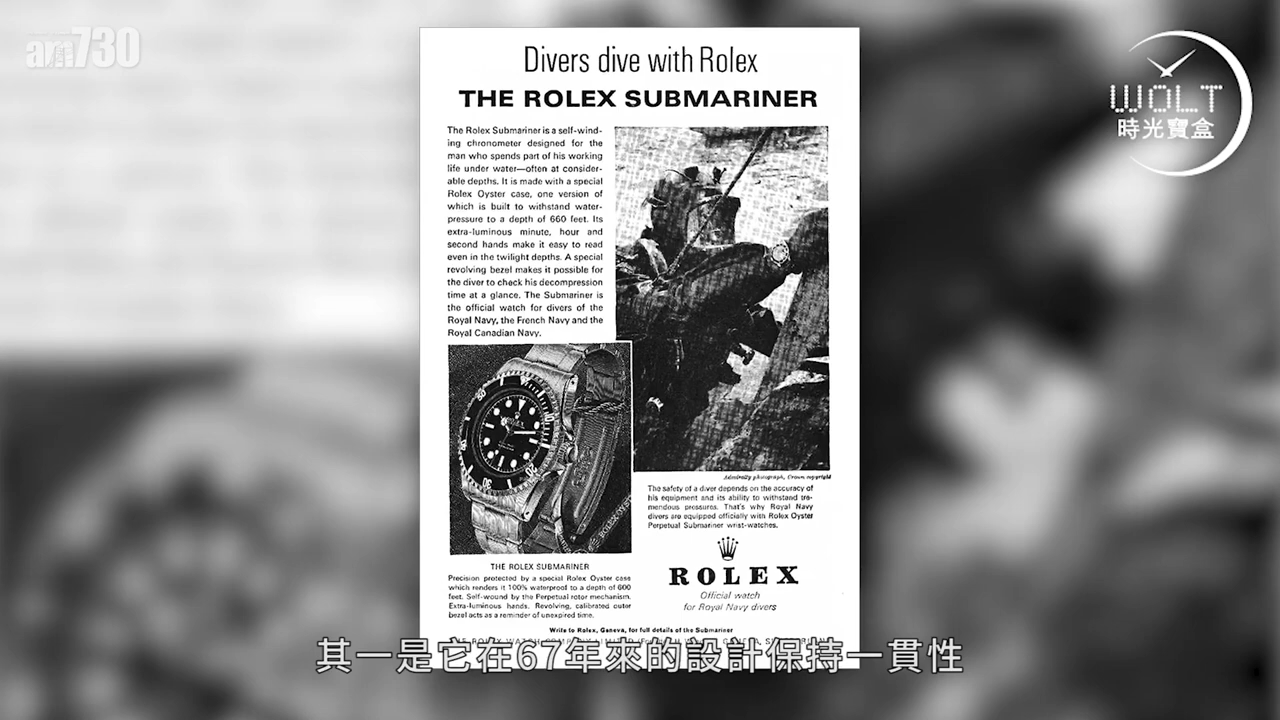 am730
WOLT
時光寶盒
Divers dive with Rolex
THE ROLEX SUBMARINER
The Rolex Submariner is a self-wind-
ing chronometer designed for the
man who spends part of his working
life under water—often at consider-
able depths. It is made with a special
Rolex Oyster case, one version of
which is built to withstand water-
pressure to a depth of 660 feet. Its
extra-luminous minute, hour and
second hands make it easy to read
even in the twilight depths. A special
revolving bezel makes it possible for
the diver to check his decompression
time at a glance. The Submariner is
the official watch for divers of the
Royal Navy, the French Navy and the
Royal Canadian Navy.
Admiralty photograph, Crown copyright
The safety of a diver depends on the accuracy of
his equipment and its ability to withstand tre-
mendous pressures. That's why Royal Navy
divers are equipped officially with Rolex Oyster
Perpetual Submariner wrist-watches.
THE ROLEX SUBMARINER
Precision protected by a special Rolex Oyster case
which renders it 100% waterproof to a depth of 600
feet. Self-wound by the Perpetual rotor mechanism.
Extra-luminous hands. Revolving, calibrated outer
bezel acts as a reminder of unexpired time.
ROLEX
Official watch
for Royal Navy divers
Write to Rolex, Geneva, for full details of the Submariner
其一是它在67年來的設計保持一貫性